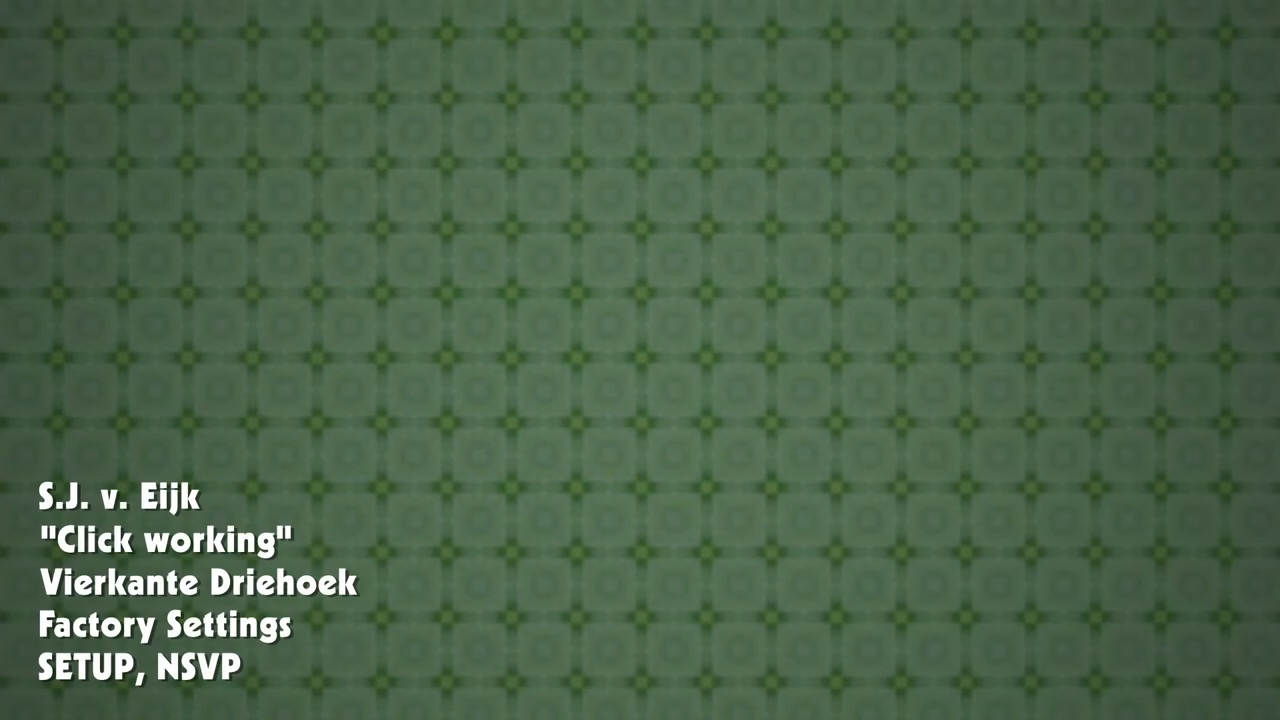 S.J. v. Eijk
"Click working"
Vierkante Driehoek
Factory Settings
SETUP, NSVP